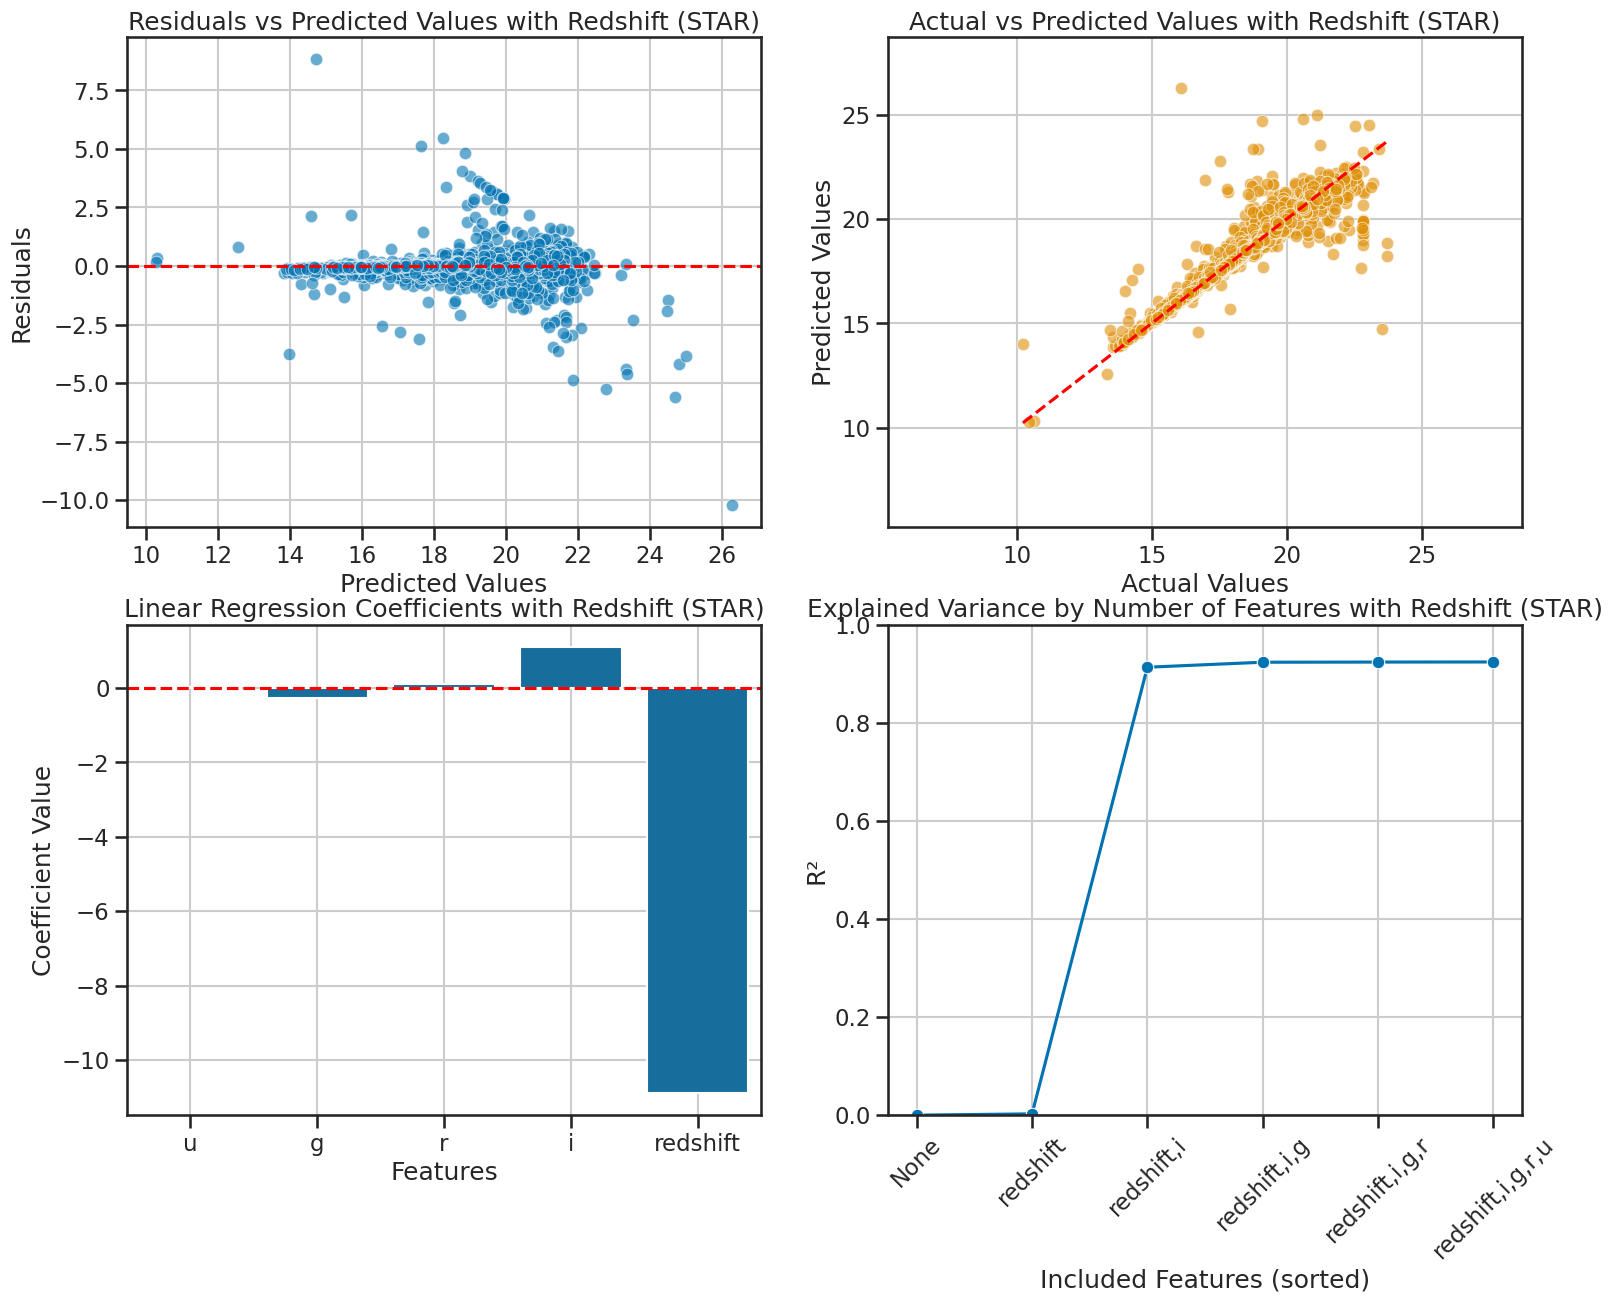 Residuals vs Predicted Values with Redshift (STAR)
7.5
5.0
2.5
0.0
−2.5
−5.0
−7.5
−10.0
Residuals
10 12 14 16 18 20 22 24 26
Predicted Values
Actual vs Predicted Values with Redshift (STAR)
25
20
15
10
Predicted Values
10 15 20 25
Actual Values
Linear Regression Coefficients with Redshift (STAR)
0
−2
−4
−6
−8
−10
Coefficient Value
u g r i redshift
Features
Explained Variance by Number of Features with Redshift (STAR)
1.0
0.8
0.6
0.4
0.2
0.0
R²
None
redshift
redshift,i
redshift,i,g
redshift,i,g,r
redshift,i,g,r,u
Included Features (sorted)